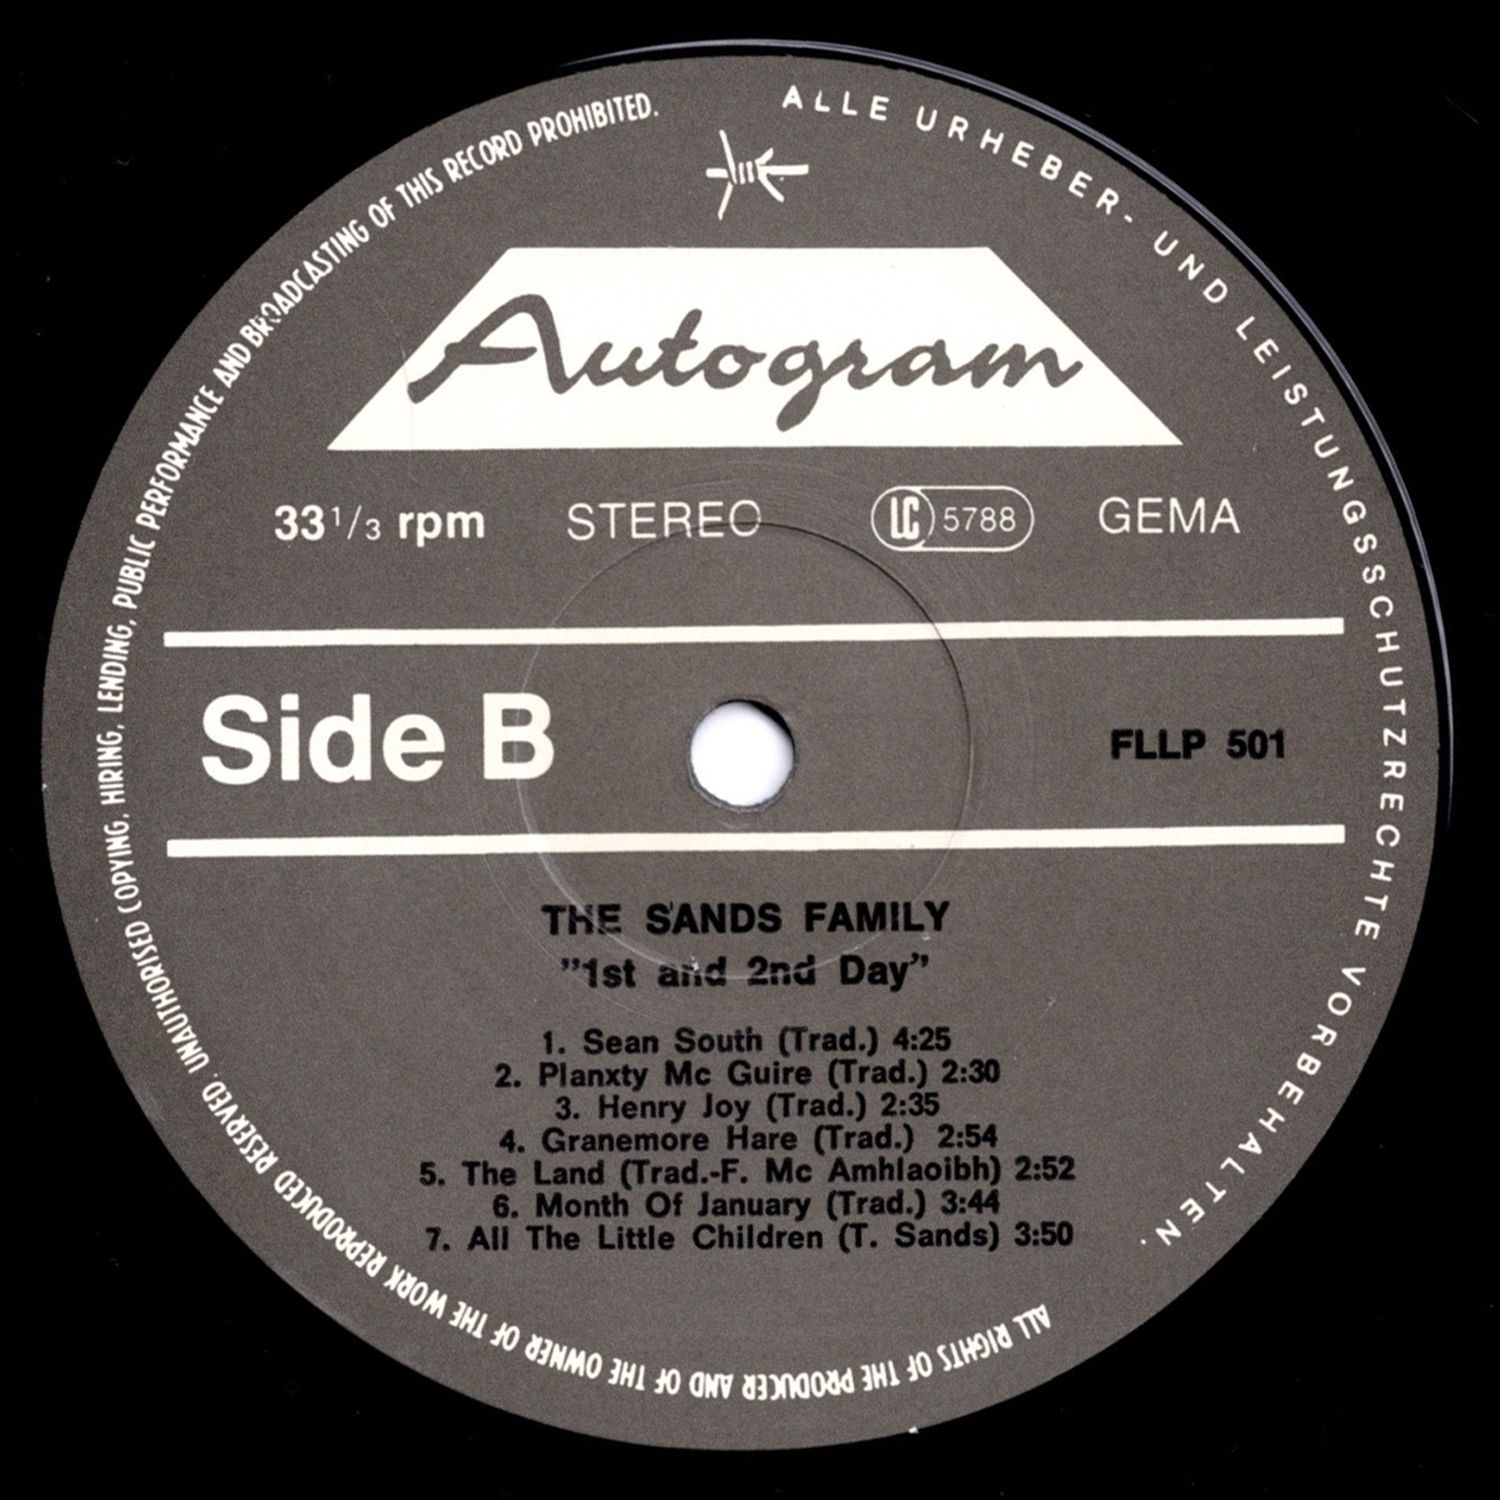 ALLE URHEBER- UND LEISTUNGSSCHUTZRECHTE VORBEHALTEN.
Autogram
33 1/3 rpm STEREO LC 5788 GEMA
Side B FLLP 501
THE SANDS FAMILY
”1st and 2nd Day”
1. Sean South (Trad.) 4:25
2. Planxty Mc Guire (Trad.) 2:30
3. Henry Joy (Trad.) 2:35
4. Granemore Hare (Trad.) 2:54
5. The Land (Trad.-F. Mc Amhlaoibh) 2:52
6. Month Of January (Trad.) 3:44
7. All The Little Children (T. Sands) 3:50
ALL RIGHTS OF THE PRODUCER AND OF THE OWNER OF THE WORK REPRODUCED RESERVED. UNAUTHORISED COPYING, HIRING, LENDING, PUBLIC PERFORMANCE AND BROADCASTING OF THIS RECORD PROHIBITED.